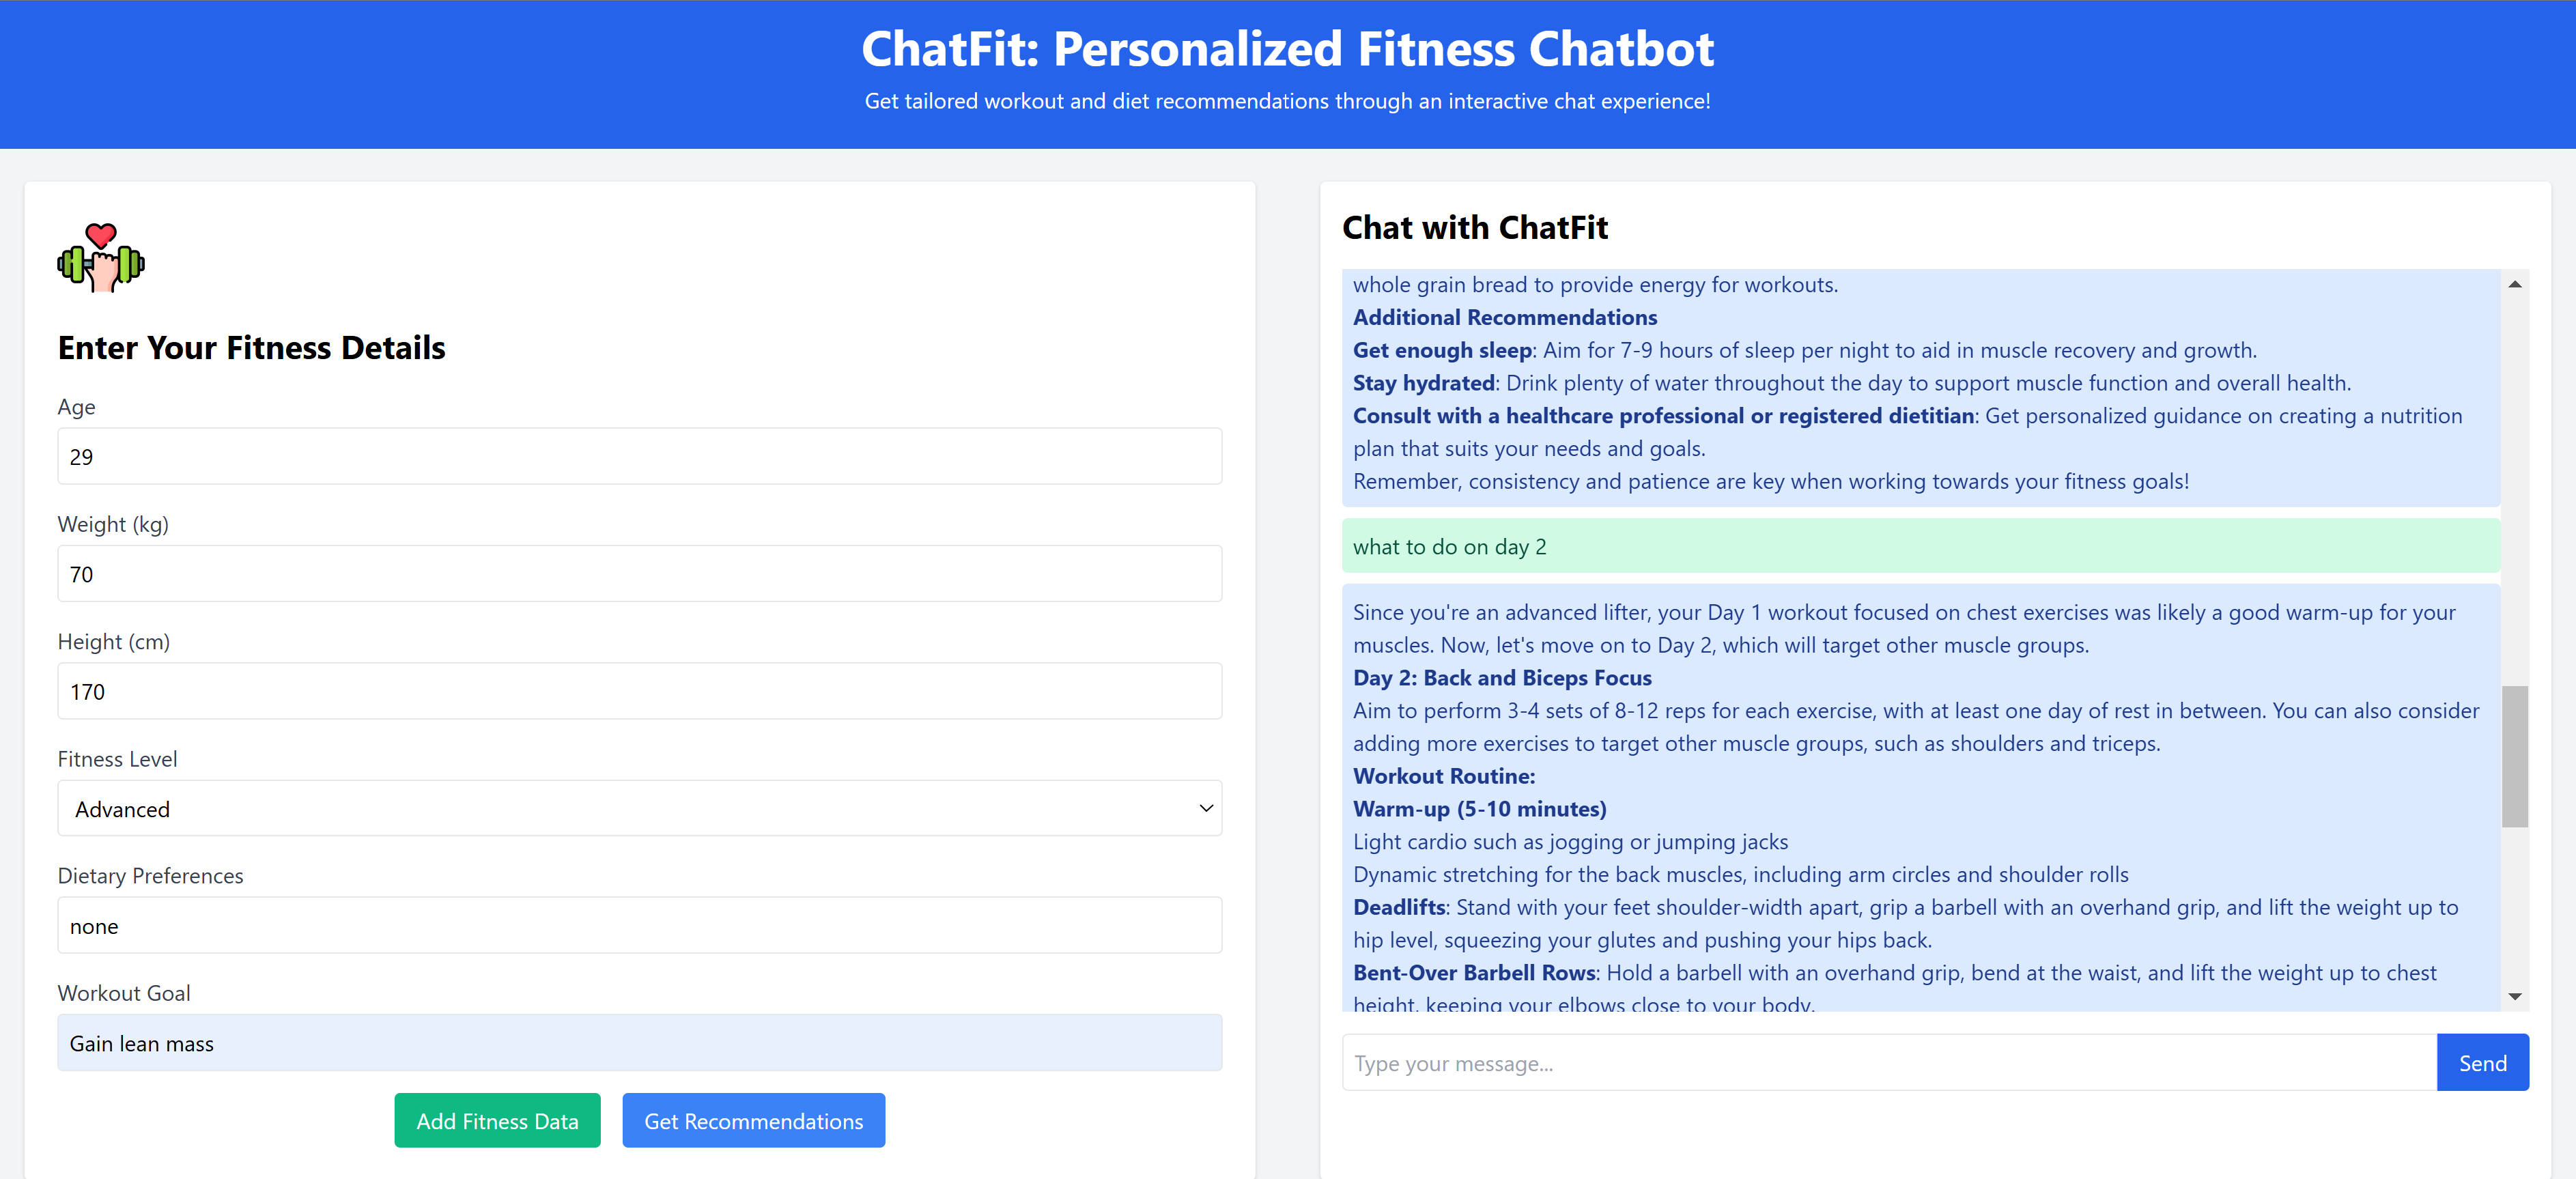 ChatFit: Personalized Fitness Chatbot
Get tailored workout and diet recommendations through an interactive chat experience!
Enter Your Fitness Details
Age
29
Weight (kg)
70
Height (cm)
170
Fitness Level
Advanced
Dietary Preferences
none
Workout Goal
Gain lean mass
Add Fitness Data
Get Recommendations
Chat with ChatFit
whole grain bread to provide energy for workouts.
Additional Recommendations
Get enough sleep: Aim for 7-9 hours of sleep per night to aid in muscle recovery and growth.
Stay hydrated: Drink plenty of water throughout the day to support muscle function and overall health.
Consult with a healthcare professional or registered dietitian: Get personalized guidance on creating a nutrition
plan that suits your needs and goals.
Remember, consistency and patience are key when working towards your fitness goals!
what to do on day 2
Since you're an advanced lifter, your Day 1 workout focused on chest exercises was likely a good warm-up for your
muscles. Now, let's move on to Day 2, which will target other muscle groups.
Day 2: Back and Biceps Focus
Aim to perform 3-4 sets of 8-12 reps for each exercise, with at least one day of rest in between. You can also consider
adding more exercises to target other muscle groups, such as shoulders and triceps.
Workout Routine:
Warm-up (5-10 minutes)
Light cardio such as jogging or jumping jacks
Dynamic stretching for the back muscles, including arm circles and shoulder rolls
Deadlifts: Stand with your feet shoulder-width apart, grip a barbell with an overhand grip, and lift the weight up to
hip level, squeezing your glutes and pushing your hips back.
Bent-Over Barbell Rows: Hold a barbell with an overhand grip, bend at the waist, and lift the weight up to chest
height, keeping your elbows close to your body.
Type your message...
Send